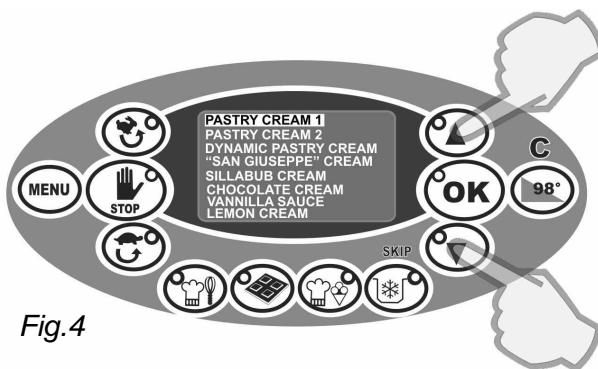 PASTRY CREAM 1
PASTRY CREAM 2
DYNAMIC PASTRY CREAM
“SAN GIUSEPPE” CREAM
SILLABUB CREAM
CHOCOLATE CREAM
VANNILLA SAUCE
LEMON CREAM
MENU
STOP
OK
C
98°
SKIP
Fig.4